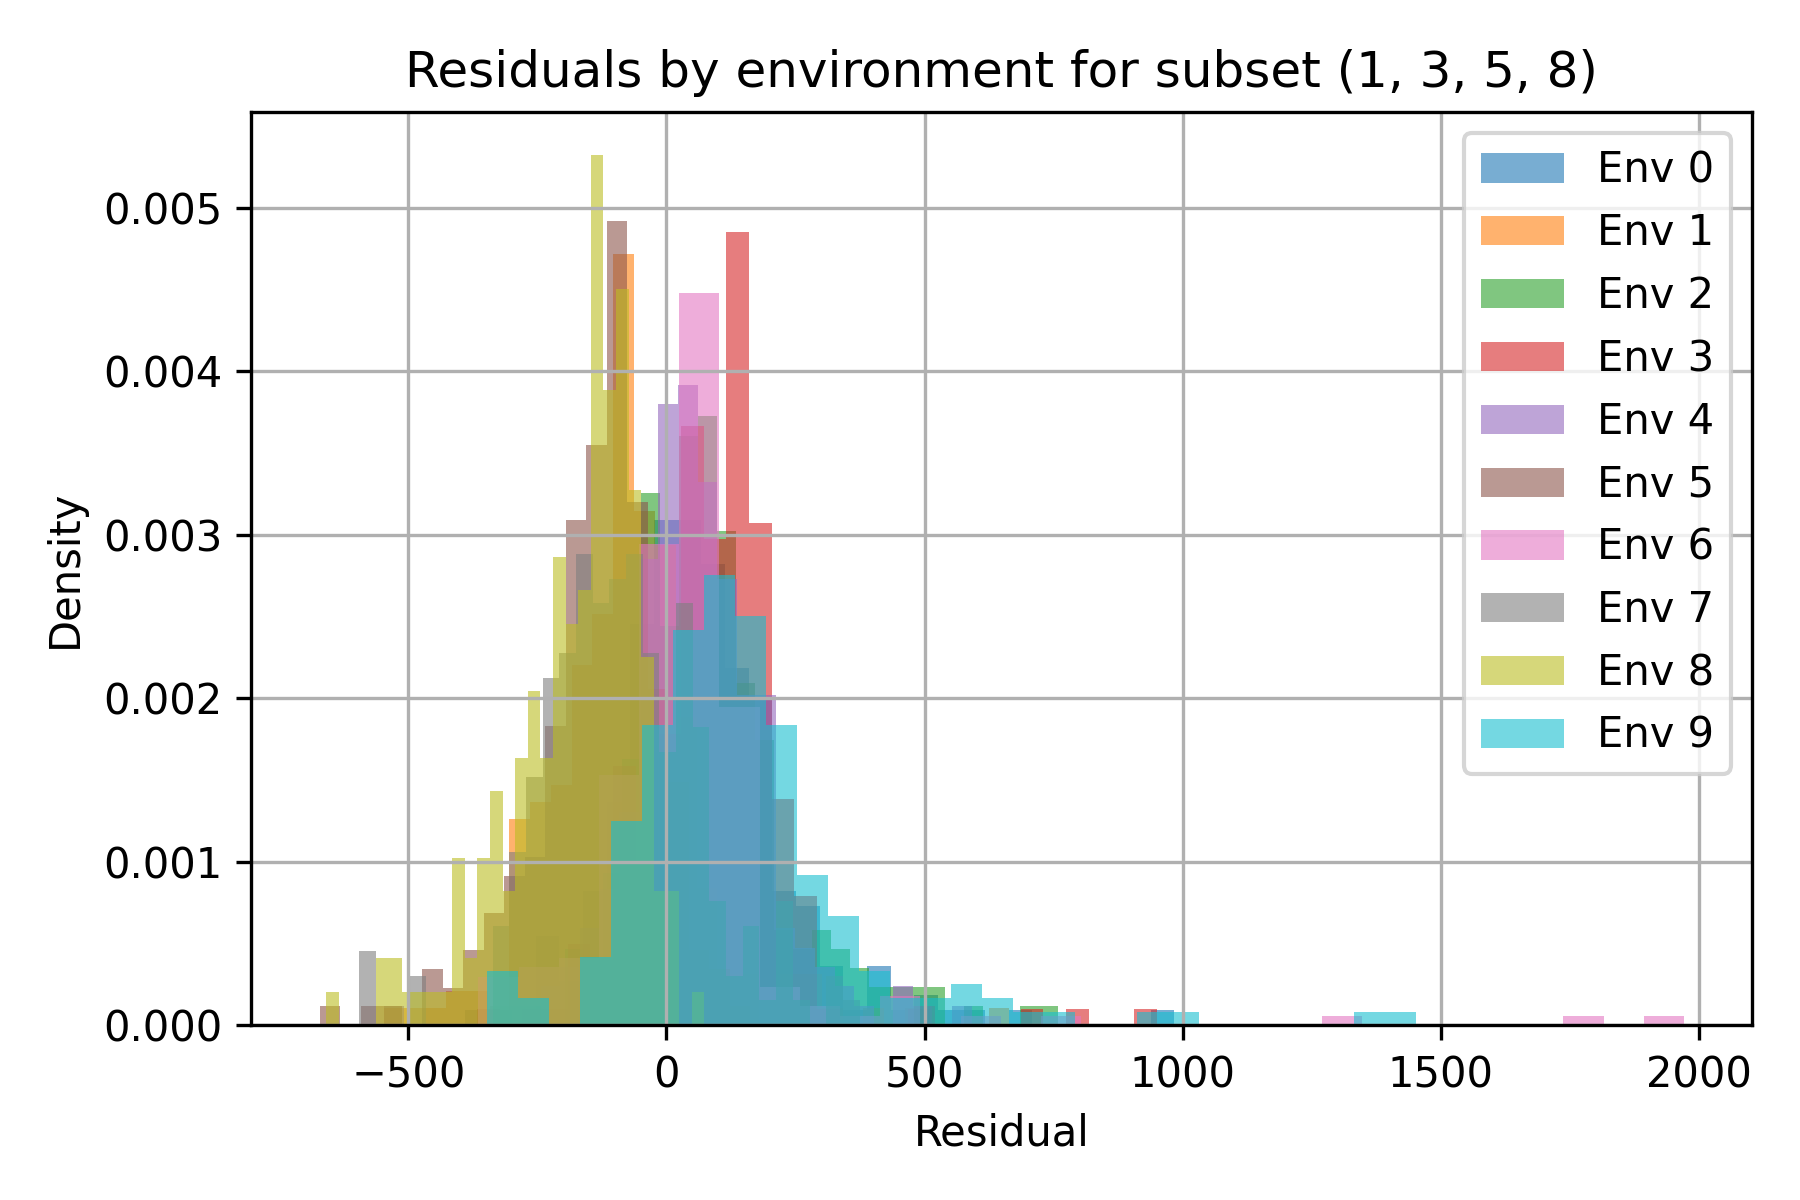 Residuals by environment for subset (1, 3, 5, 8)
Density
0.005
0.004
0.003
0.002
0.001
0.000
Env 0
Env 1
Env 2
Env 3
Env 4
Env 5
Env 6
Env 7
Env 8
Env 9
−500
0
500
1000
1500
2000
Residual